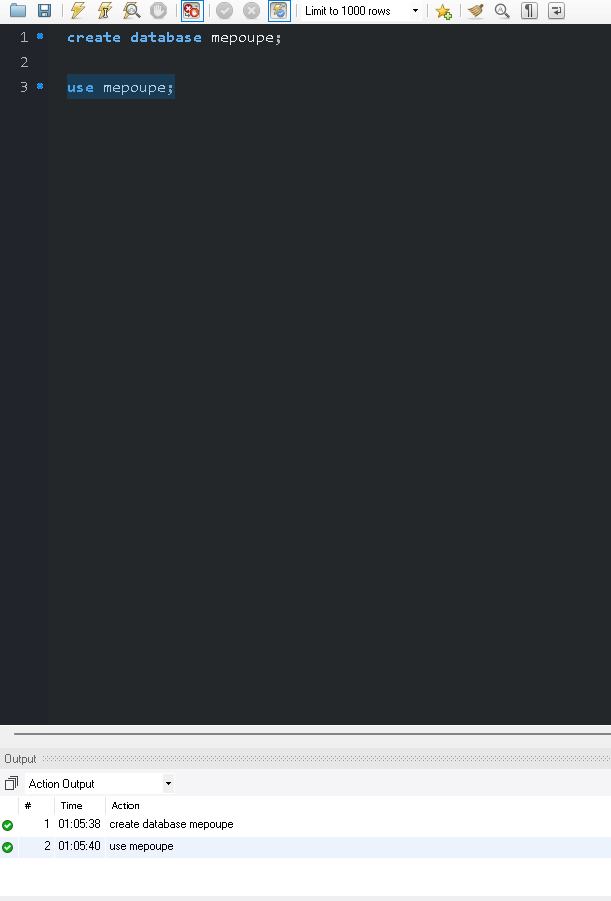 Limit to 1000 rows
1 create database mepoupe;
2
3 use mepoupe;
Output
Action Output
# Time Action
1 01:05:38 create database mepoupe
2 01:05:40 use mepoupe